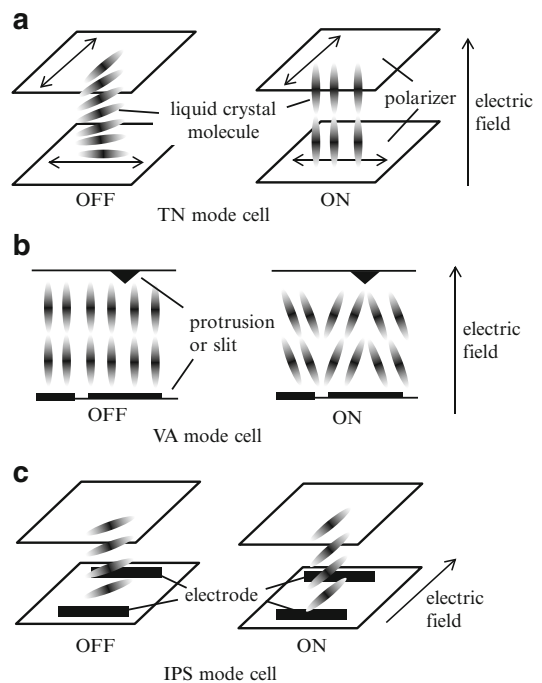 a
liquid crystal
molecule
polarizer
electric
field
OFF
ON
TN mode cell
b
protrusion
or slit
electric
field
OFF
ON
VA mode cell
c
electrode
electric
field
OFF
ON
IPS mode cell